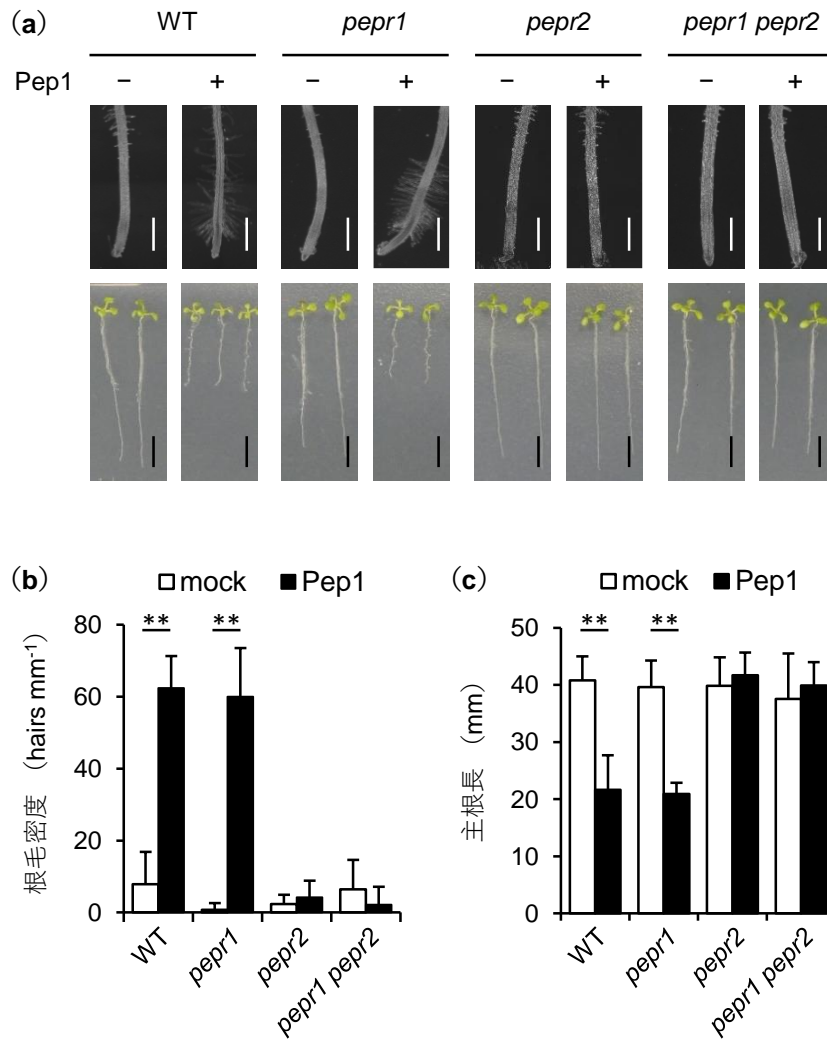 (a) WT pepr1 pepr2 pepr1 pepr2
Pep1 − + − + − + − +
(b) mock Pep1
80
60
40
20
0
根毛密度 (hairs mm-1)
** **
WT pepr1 pepr2 pepr1 pepr2
(c) mock Pep1
50
40
30
20
10
0
主根長 (mm)
** **
WT pepr1 pepr2 pepr1 pepr2